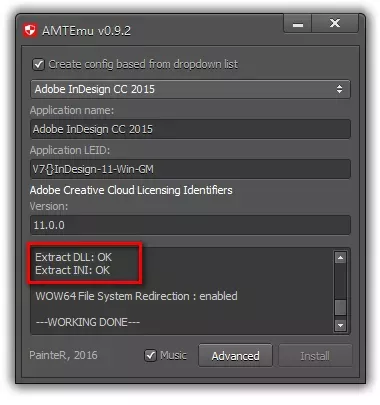 AMTEmu v0.9.2
Create config based from dropdown list
Adobe InDesign CC 2015
Application name:
Adobe InDesign CC 2015
Application LEID:
V7{}InDesign-11-Win-GM
Adobe Creative Cloud Licensing Identifiers
Version:
11.0.0
Extract DLL: OK
Extract INI: OK
WOW64 File System Redirection : enabled
---WORKING DONE---
PainteR, 2016
Music
Advanced
Install